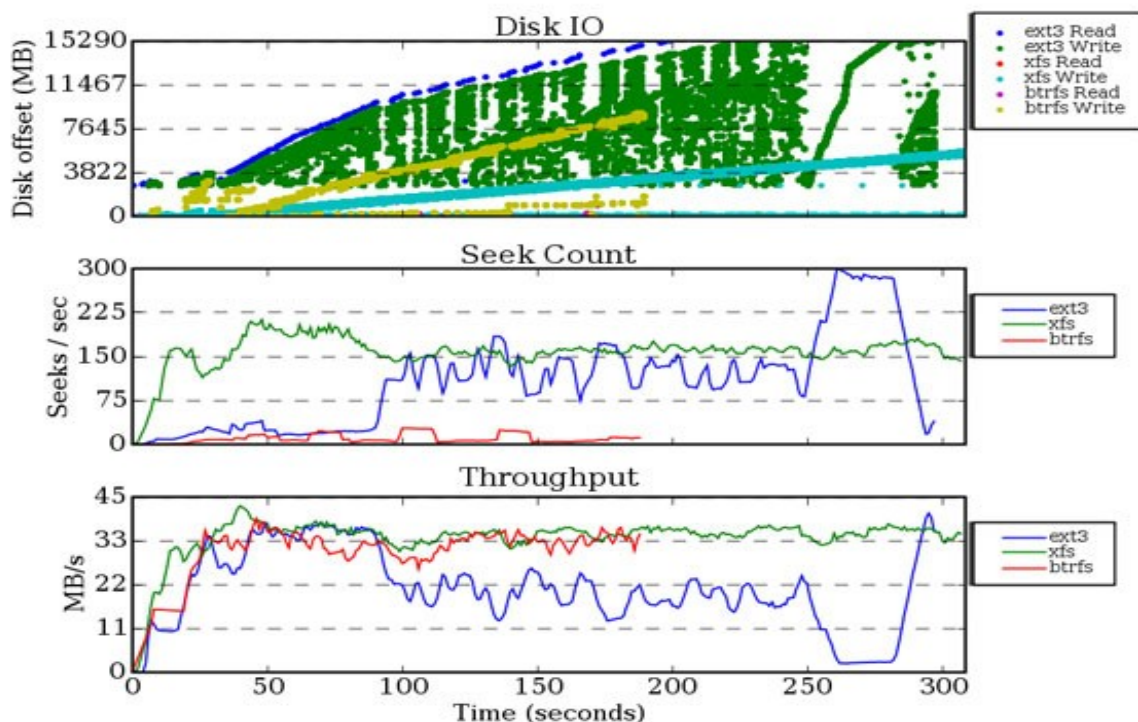 Disk IO
Disk offset (MB)
15290
11467
7645
3822
0
ext3 Read
ext3 Write
xfs Read
xfs Write
btrfs Read
btrfs Write
Seek Count
Seeks / sec
300
225
150
75
0
ext3
xfs
btrfs
Throughput
MB/s
45
33
22
11
0
ext3
xfs
btrfs
0 50 100 150 200 250 300
Time (seconds)